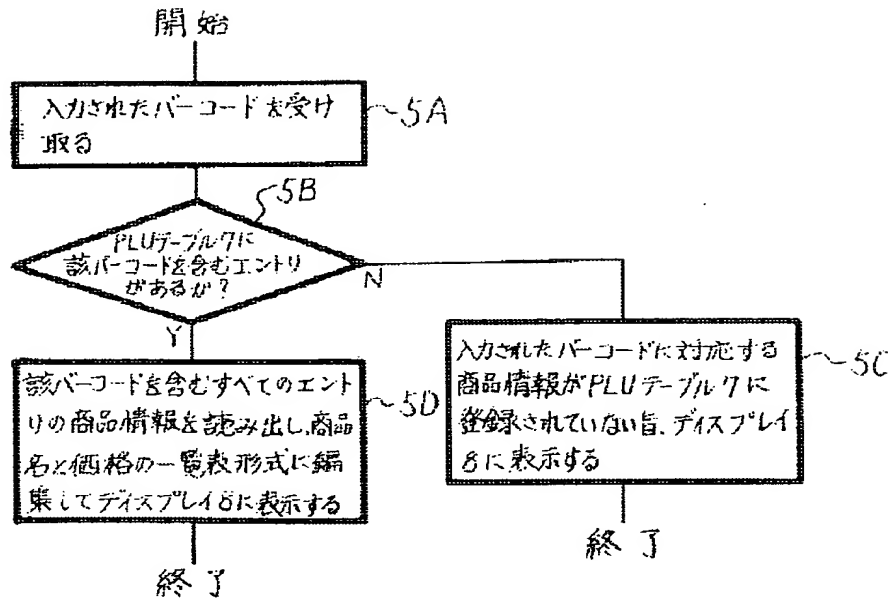 開始
入力されたバーコードを受け
取る
5A
5B
PLUテーブル7に
該バーコードを含むエントリ
があるか?
N
Y
入力されたバーコードに対応する
商品情報がPLUテーブル7に
登録されていない旨、ディスプレイ
8に表示する
5C
該バーコードを含むすべてのエント
リの商品情報を読み出し、商品
名と価格の一覧表形式に編
集してディスプレイ8に表示する
5D
終了
終了